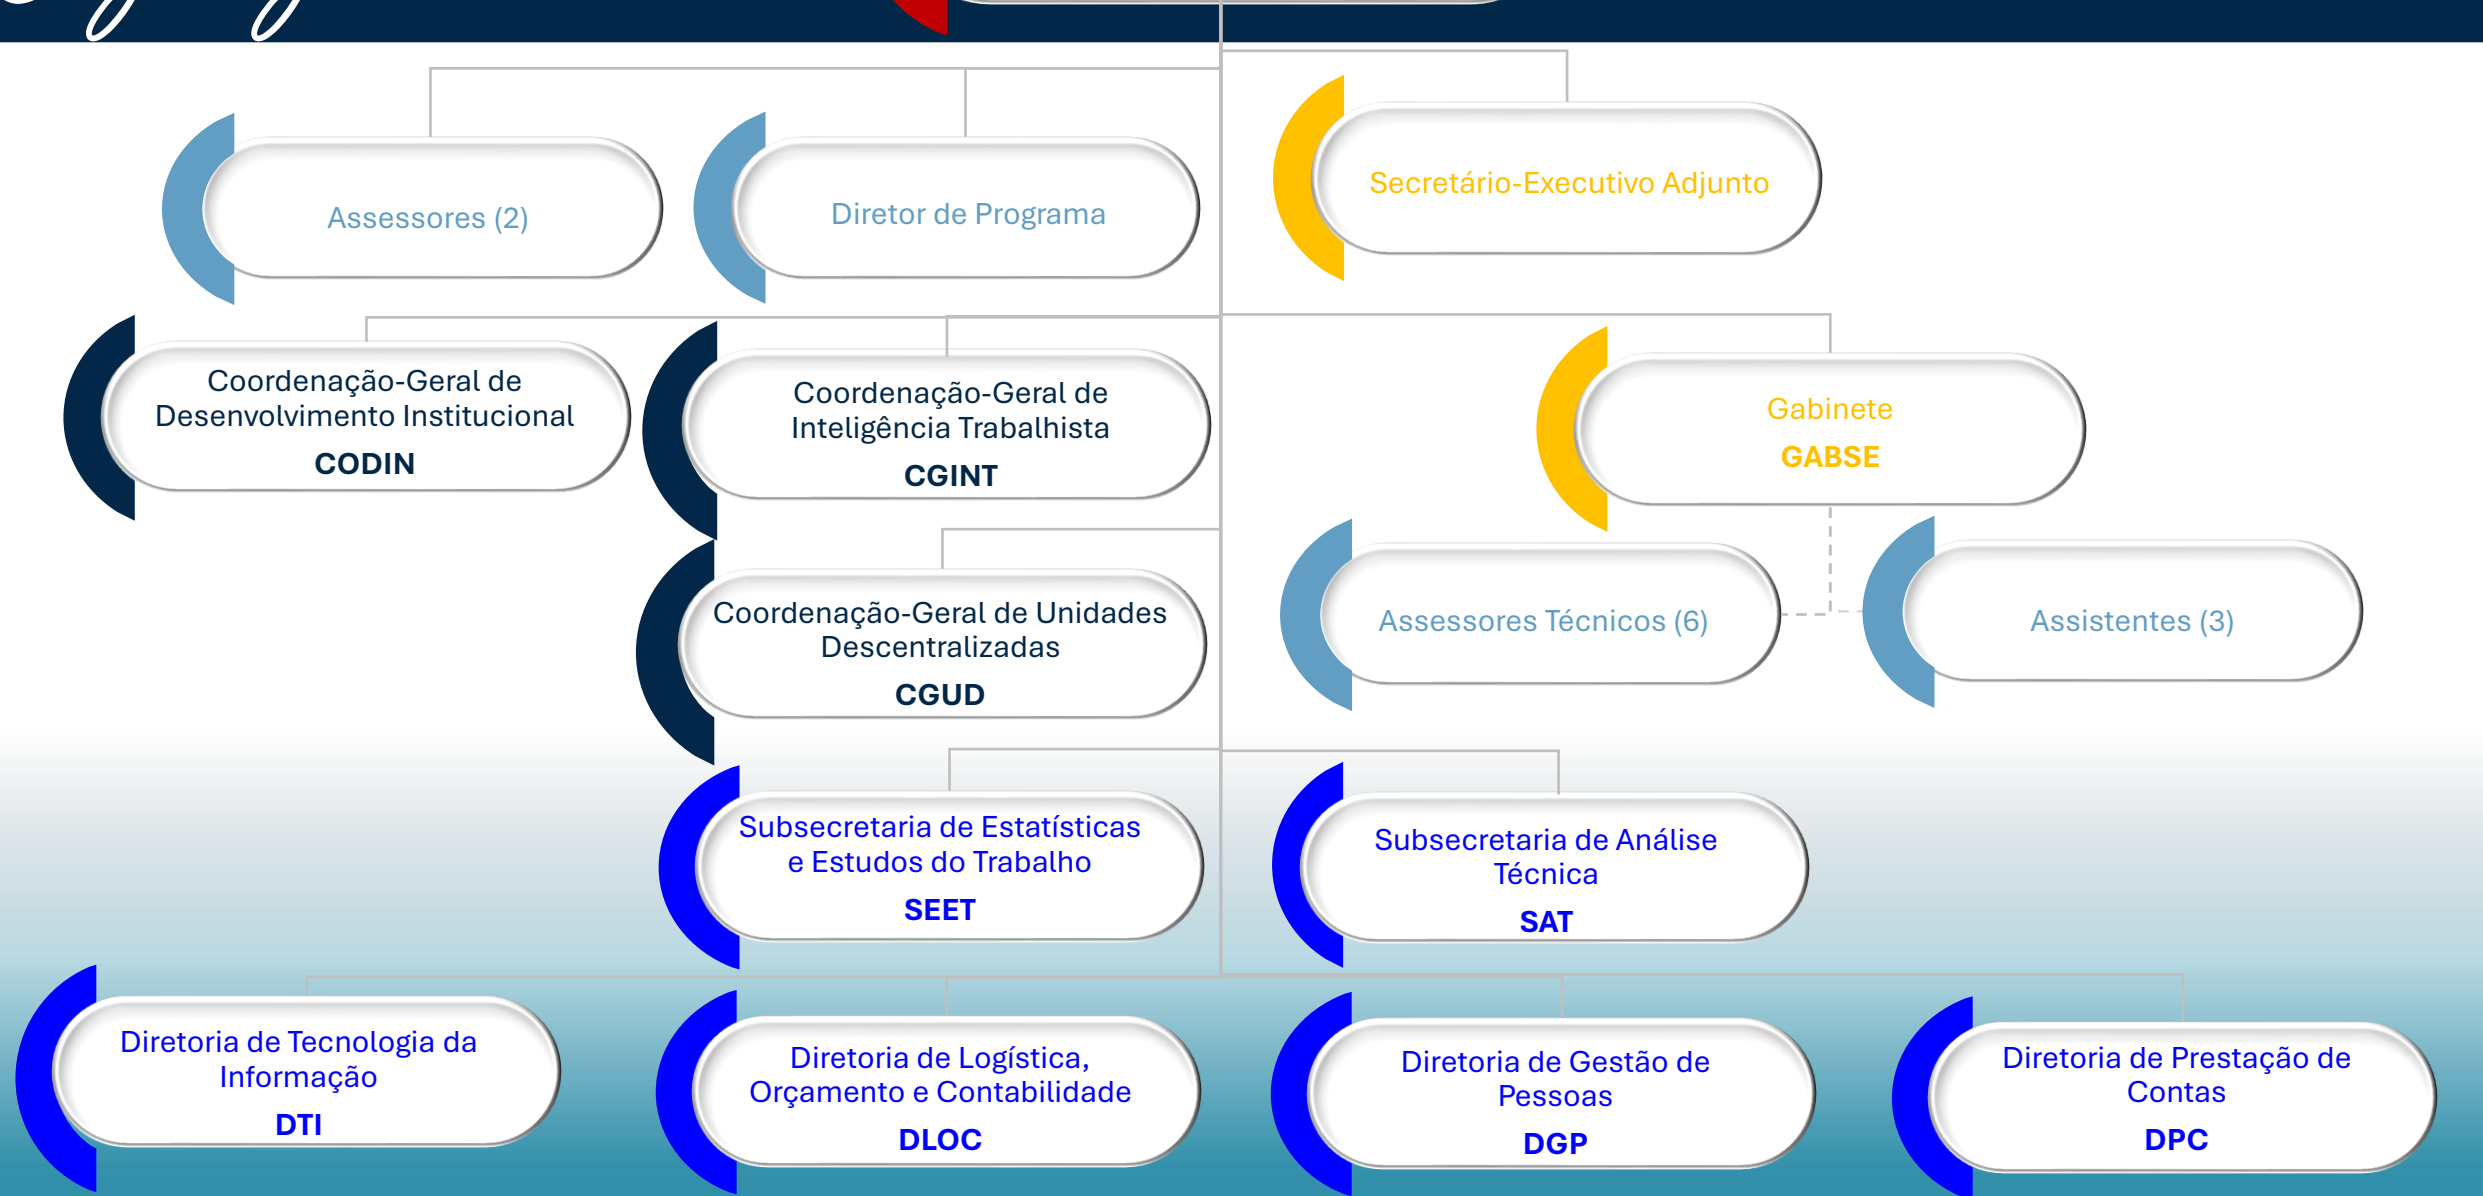 Assessores (2)
Diretor de Programa
Secretário-Executivo Adjunto
Coordenação-Geral de
Desenvolvimento Institucional
CODIN
Coordenação-Geral de
Inteligência Trabalhista
CGINT
Gabinete
GABSE
Coordenação-Geral de Unidades
Descentralizadas
CGUD
Assessores Técnicos (6)
Assistentes (3)
Subsecretaria de Estatísticas
e Estudos do Trabalho
SEET
Subsecretaria de Análise
Técnica
SAT
Diretoria de Tecnologia da
Informação
DTI
Diretoria de Logística,
Orçamento e Contabilidade
DLOC
Diretoria de Gestão de
Pessoas
DGP
Diretoria de Prestação de
Contas
DPC